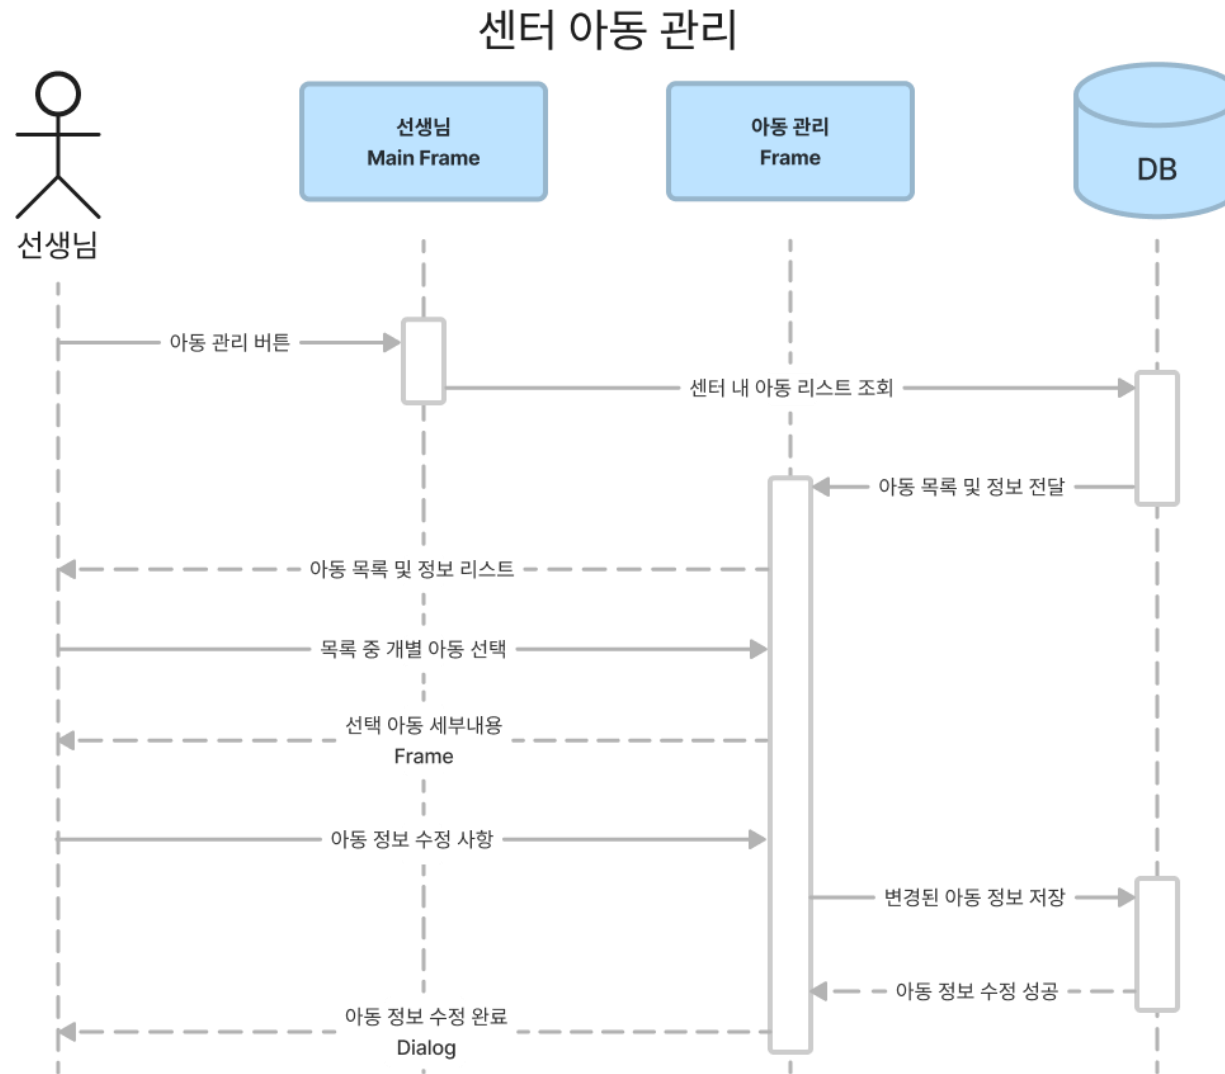 센터 아동 관리
선생님
선생님
Main Frame
아동 관리
Frame
DB
아동 관리 버튼
센터 내 아동 리스트 조회
아동 목록 및 정보 전달
아동 목록 및 정보 리스트
목록 중 개별 아동 선택
선택 아동 세부내용
Frame
아동 정보 수정 사항
변경된 아동 정보 저장
아동 정보 수정 성공
아동 정보 수정 완료
Dialog